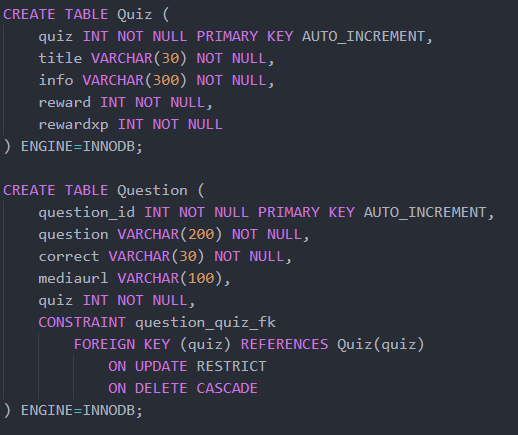 CREATE TABLE Quiz (
    quiz INT NOT NULL PRIMARY KEY AUTO_INCREMENT,
    title VARCHAR(30) NOT NULL,
    info VARCHAR(300) NOT NULL,
    reward INT NOT NULL,
    rewardxp INT NOT NULL
) ENGINE=INNODB;

CREATE TABLE Question (
    question_id INT NOT NULL PRIMARY KEY AUTO_INCREMENT,
    question VARCHAR(200) NOT NULL,
    correct VARCHAR(30) NOT NULL,
    mediaurl VARCHAR(100),
    quiz INT NOT NULL,
    CONSTRAINT question_quiz_fk
        FOREIGN KEY (quiz) REFERENCES Quiz(quiz)
            ON UPDATE RESTRICT
            ON DELETE CASCADE
) ENGINE=INNODB;